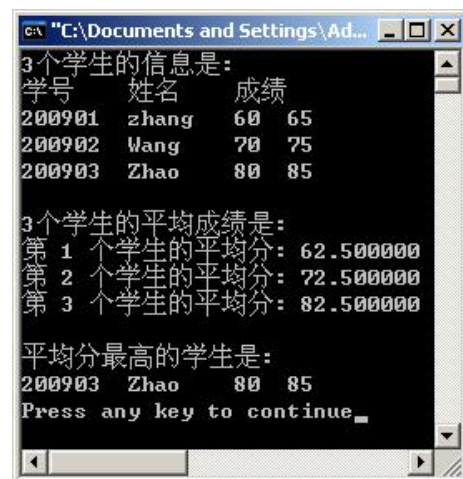 "C:\Documents and Settings\Ad...
3个学生的信息是:
学号 姓名 成绩
200901 zhang 60 65
200902 Wang 70 75
200903 Zhao 80 85
3个学生的平均成绩是:
第 1 个学生的平均分: 62.500000
第 2 个学生的平均分: 72.500000
第 3 个学生的平均分: 82.500000
平均分最高的学生是:
200903 Zhao 80 85
Press any key to continue_